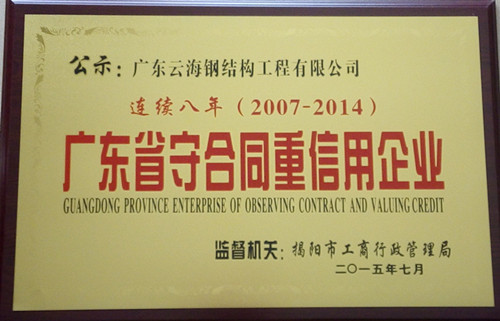 公示：广东云海钢结构工程有限公司
连续八年（2007-2014）
广东省守合同重信用企业
GUANGDONG PROVINCE ENTERPRISE OF OBSERVING CONTRACT AND VALUING CREDIT
监督机关：揭阳市工商行政管理局
二〇一五年七月